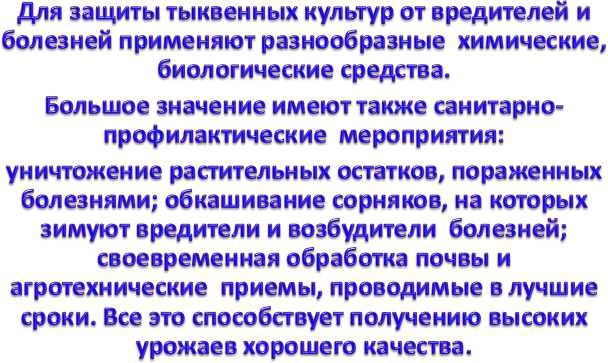 Для защиты тыквенных культур от вредителей и
болезней применяют разнообразные химические,
биологические средства.
Большое значение имеют также санитарно-
профилактические мероприятия:
уничтожение растительных остатков, пораженных
болезнями; обкашивание сорняков, на которых
зимуют вредители и возбудители болезней;
своевременная обработка почвы и
агротехнические приемы, проводимые в лучшие
сроки. Все это способствует получению высоких
урожаев хорошего качества.